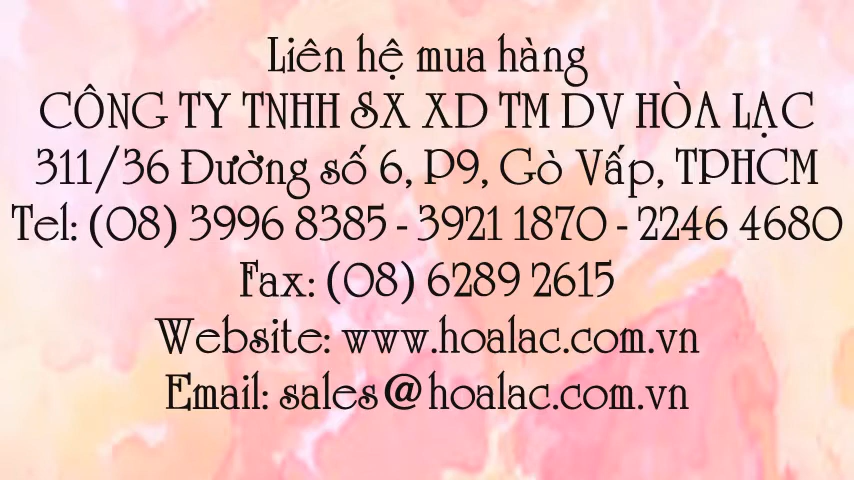 Liên hệ mua hàng
CÔNG TY TNHH SX XD TM DV HÒA LẠC
311/36 Đường số 6, P9, Gò Vấp, TPHCM
Tel: (08) 3996 8385 - 3921 1870 - 2246 4680
Fax: (08) 6289 2615
Website: www.hoalac.com.vn
Email: sales@hoalac.com.vn